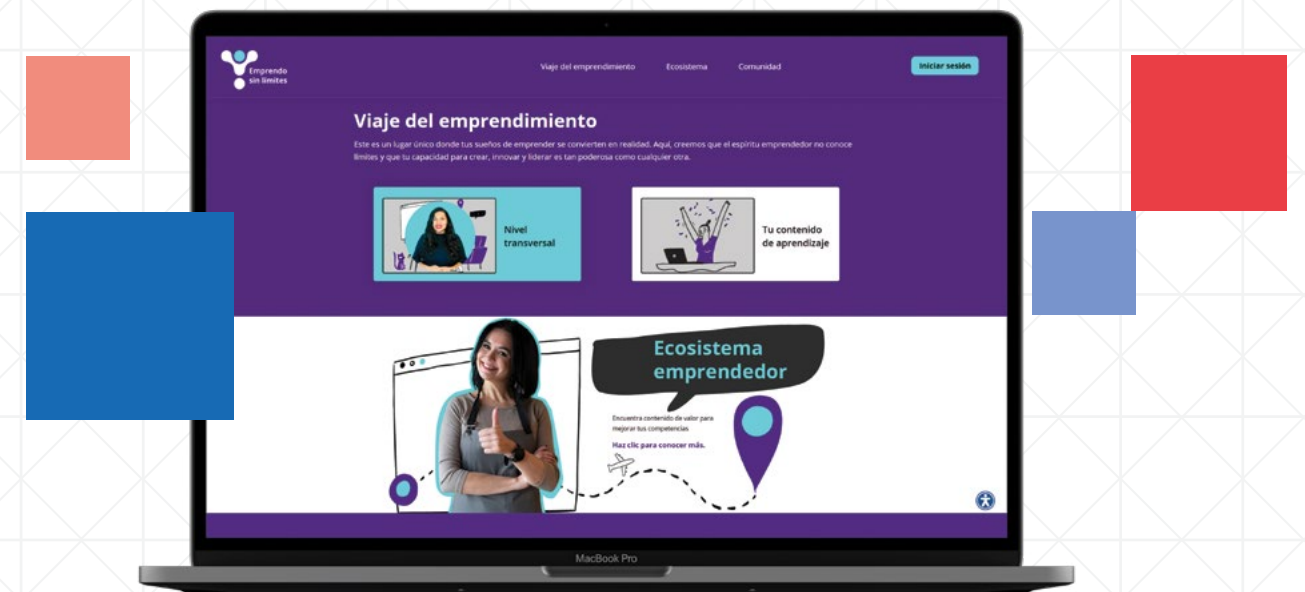 Emprendo
sin límites
Viaje del emprendimiento
Ecosistema
Comunidad
Iniciar sesión
Viaje del emprendimiento
Este es un lugar único donde tus sueños de emprender se convierten en realidad. Aquí, creemos que el espíritu emprendedor no conoce
límites y que tu capacidad para crear, innovar y liderar es tan poderosa como cualquier otra.
Nivel
transversal
Tu contenido
de aprendizaje
Ecosistema
emprendedor
Encuentra contenido de valor para
mejorar tus competencias
Haz clic para conocer más.
MacBook Pro